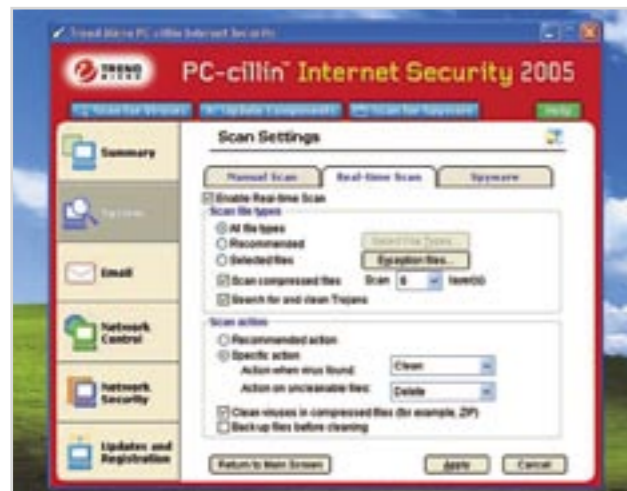 Trend Micro PC-cillin Internet Security
TREND MICRO
PC-cillin™ Internet Security 2005
Scan for Viruses
Update Components
Scan for Spyware
Help
Summary
System
Email
Network Control
Network Security
Updates and Registration
Scan Settings
Manual Scan
Real-time Scan
Spyware
Enable Real-time Scan
Scan file types
All file types
Recommended
Select File Types...
Selected files
Exception files...
Scan compressed files
Scan 6 layer(s)
Search for and clean Trojans
Scan action
Recommended action
Specific action
Action when virus found: Clean
Action on uncleanable files: Delete
Clean viruses in compressed files (for example, ZIP)
Back up files before cleaning
Return to Main Screen
Apply
Cancel